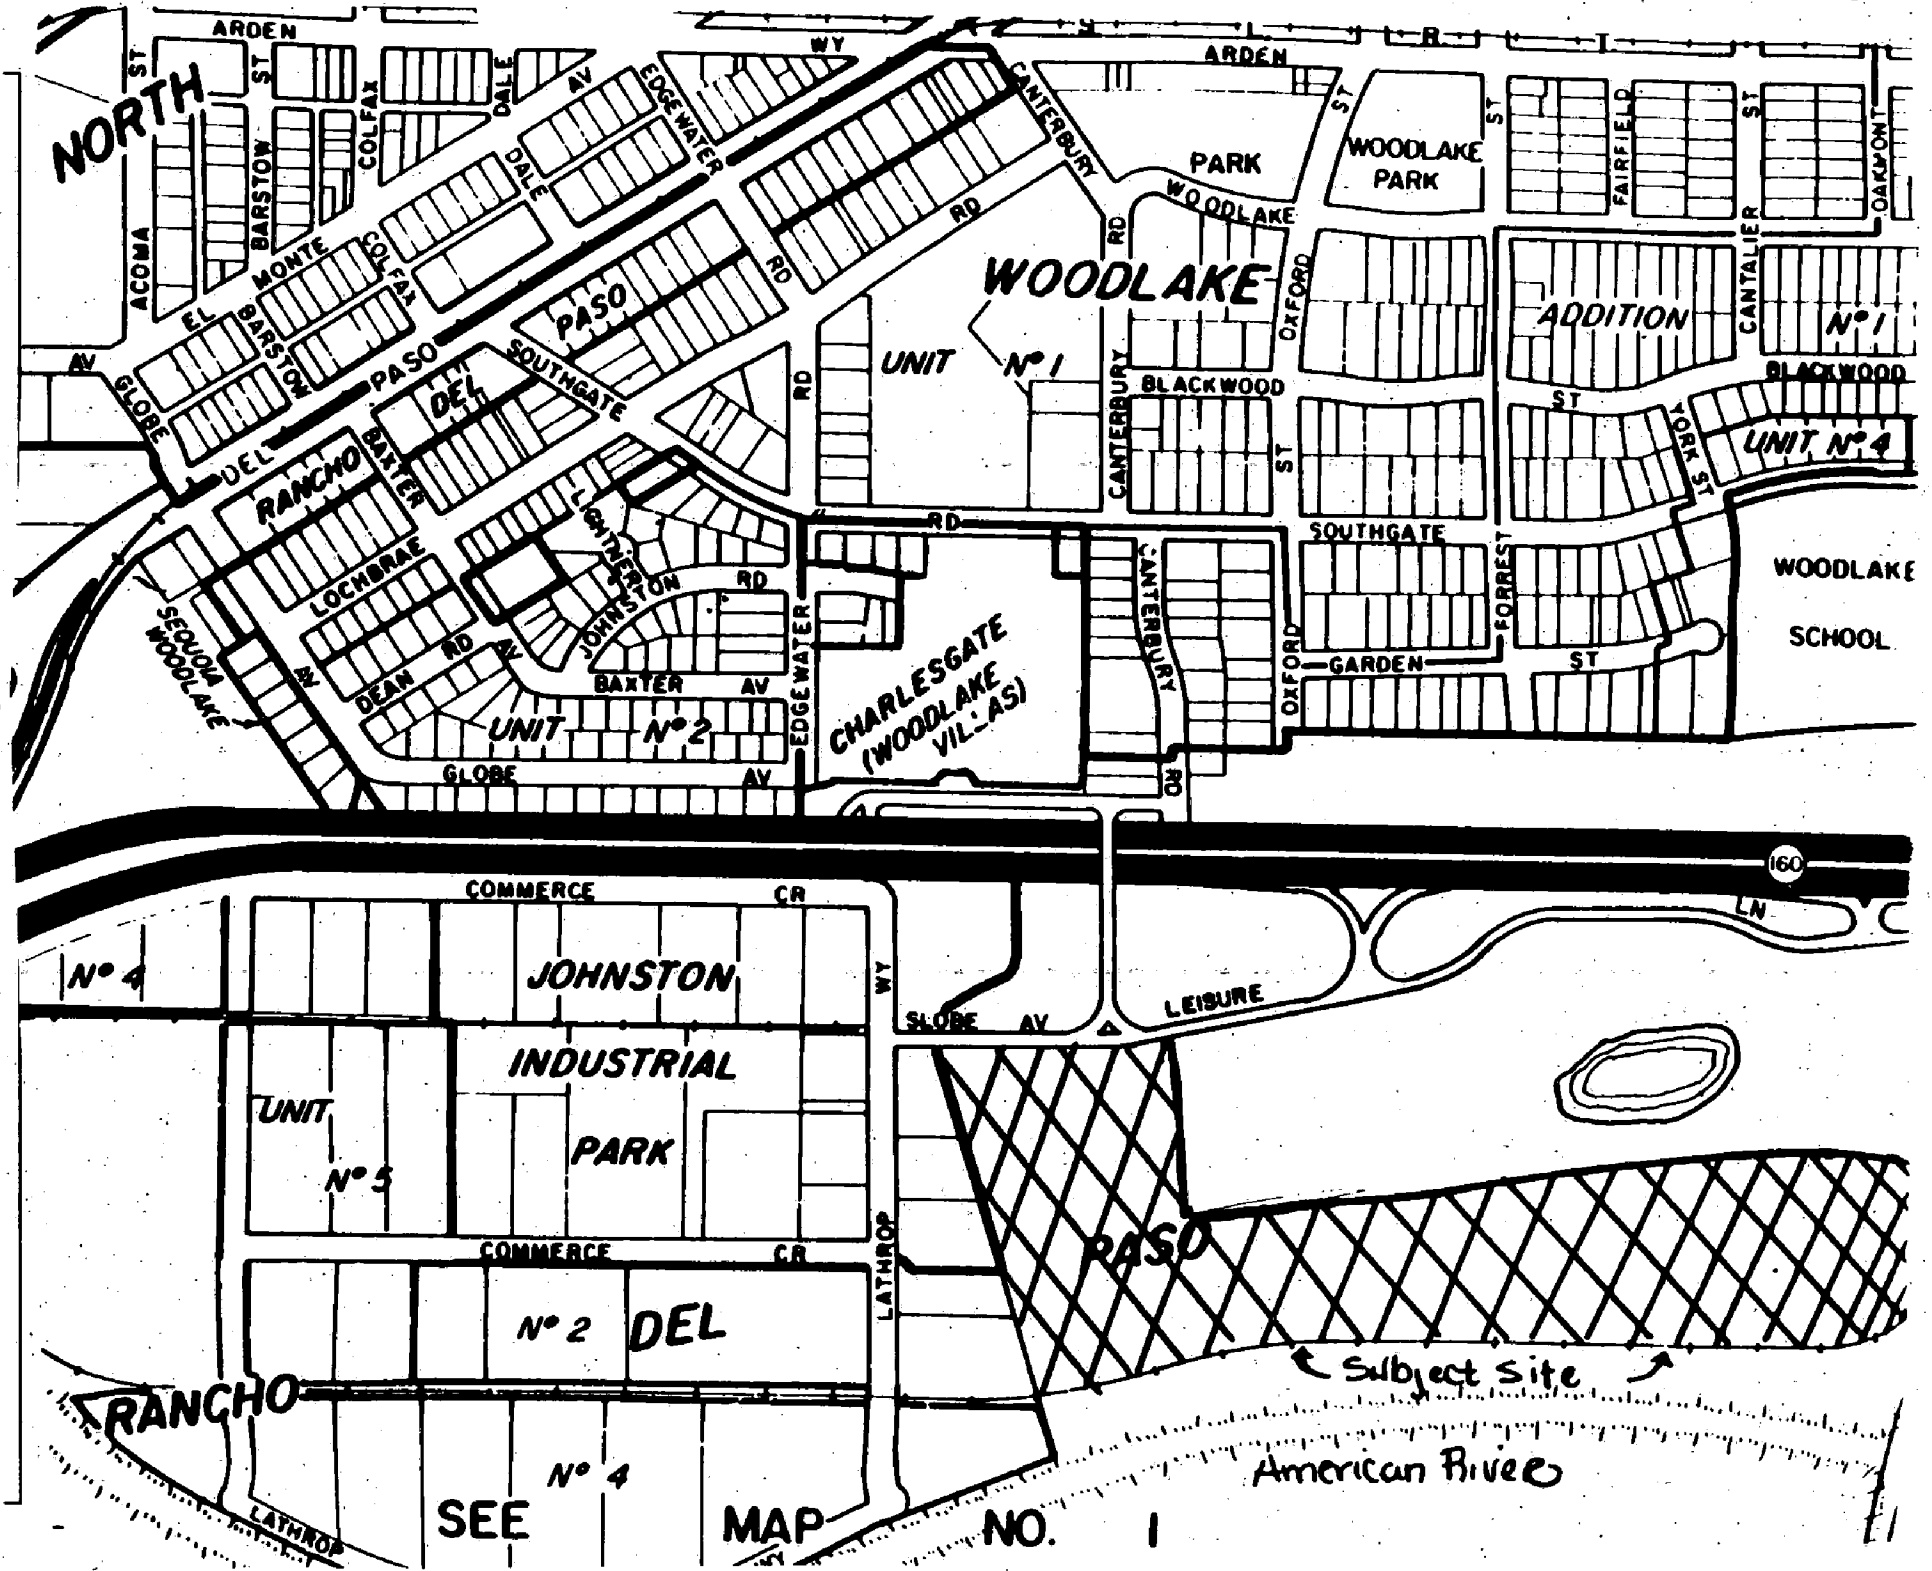 ARDEN
WY
ARDEN
NORTH
ST
ST
DALE
AV
EDGEWATER
CANTERBURY
ST
ST
FAIRFIELD
ST
OAKMONT
COLFAX
BARSTOW
ACOMA
DALE
PARK
WOODLAKE
PARK
WOODLAKE
RD
RD
RD
MONTE
EL
COLFAX
BARSTOW
WOODLAKE
OXFORD
CANTALIER
ADDITION
Nº 1
PASO
UNIT
Nº 1
AV
GLOBE
PASO
DEL
SOUTHGATE
RD
CANTERBURY
BLACKWOOD
ST
BLACKWOOD
YORK ST
UNIT Nº 4
DEL
RANCHO
BAXTER
ST
LIGHTNER
RD
SOUTHGATE
FORREST
WOODLAKE
SCHOOL
LOCHBRAE
JOHNSTON
RD
CANTERBURY
SEQUOIA
WOODLAKE
AV
DEAN
RD
AV
BAXTER
AV
EDGEWATER
OXFORD
GARDEN
ST
UNIT
Nº 2
CHARLESGATE
(WOODLAKE
VILLAS)
GLOBE
AV
RD
160
COMMERCE
CR
LN
Nº 4
JOHNSTON
WY
LEISURE
SLOBE
AV
INDUSTRIAL
UNIT
PARK
Nº 5
LATHROP
PASO
COMMERCE
CR
Nº 2
DEL
Subject Site
RANCHO
American River
Nº 4
LATHROP
SEE
MAP
NO.
1
WY